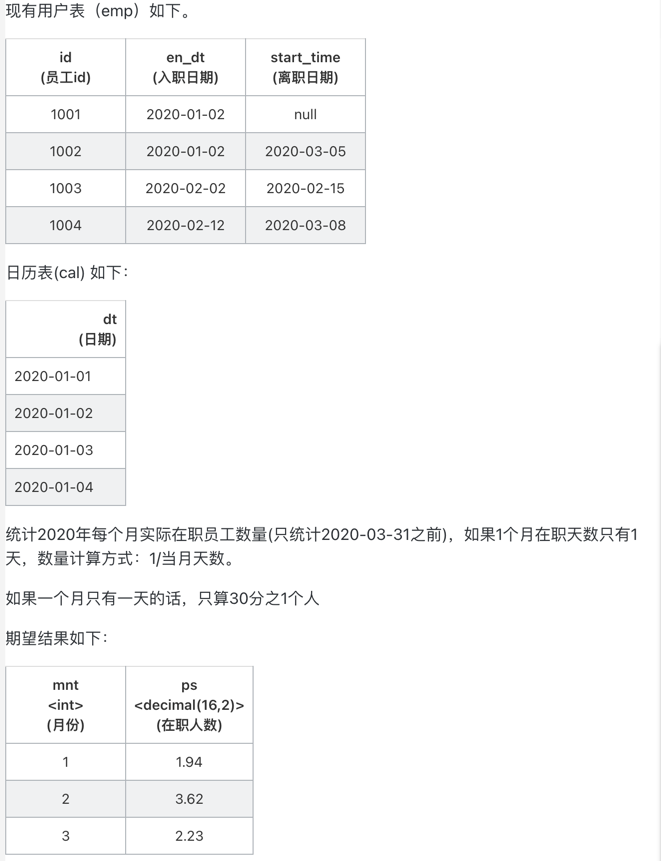 现有用户表（emp）如下。
id en_dt start_time
(员工id) (入职日期) (离职日期)
1001 2020-01-02 null
1002 2020-01-02 2020-03-05
1003 2020-02-02 2020-02-15
1004 2020-02-12 2020-03-08
日历表(cal) 如下：
dt
(日期)
2020-01-01
2020-01-02
2020-01-03
2020-01-04
统计2020年每个月实际在职员工数量(只统计2020-03-31之前)，如果1个月在职天数只有1
天，数量计算方式：1/当月天数。
如果一个月只有一天的话，只算30分之1个人
期望结果如下：
mnt ps
<int> <decimal(16,2)>
(月份) (在职人数)
1 1.94
2 3.62
3 2.23